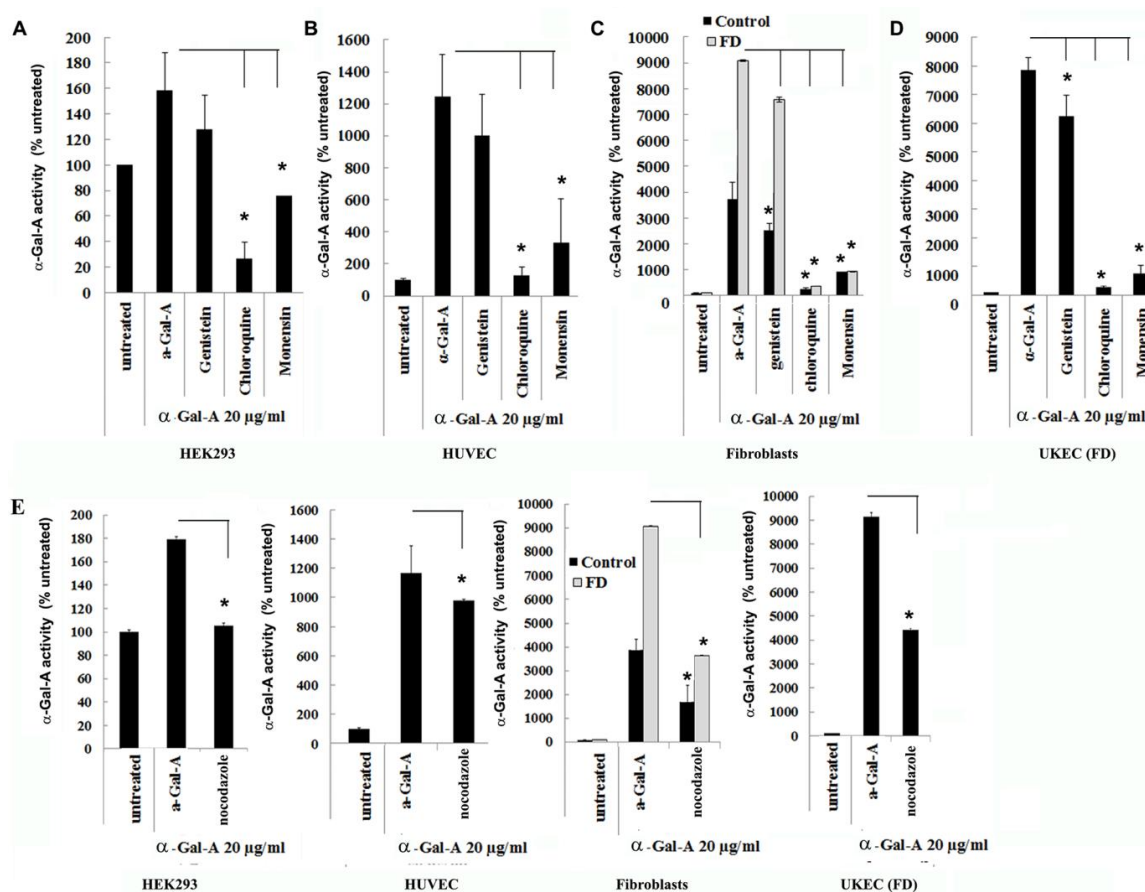 A
α-Gal-A activity (% untreated)
200
180
160
140
120
100
80
60
40
20
0
*
*
untreated
a-Gal-A
Genistein
Chloroquine
Monensin
α -Gal-A 20 µg/ml
HEK293
B
α-Gal-A activity (% untreated)
1600
1400
1200
1000
800
600
400
200
0
*
*
untreated
α-Gal-A
Genistein
Chloroquine
Monensin
α -Gal-A 20 µg/ml
HUVEC
C
Control
FD
α-Gal-A activity (% untreated)
10000
9000
8000
7000
6000
5000
4000
3000
2000
1000
0
*
*
*
*
*
untreated
a-Gal-A
genistein
chloroquine
Monensin
α -Gal-A 20 µg/ml
Fibroblasts
D
α-Gal-A activity (% untreated)
9000
8000
7000
6000
5000
4000
3000
2000
1000
0
*
*
*
untreated
α-Gal-A
Genistein
Chloroquine
Monensin
α -Gal-A 20 µg/ml
UKEC (FD)
E
α-Gal-A activity (% untreated)
200
180
160
140
120
100
80
60
40
20
0
*
untreated
a-Gal-A
nocodazole
α -Gal-A 20 µg/ml
HEK293
α-Gal-A activity (% untreated)
1600
1400
1200
1000
800
600
400
200
0
*
untreated
a-Gal-A
nocodazole
α -Gal-A 20 µg/ml
HUVEC
α-Gal-A activity (% untreated)
10000
9000
8000
7000
6000
5000
4000
3000
2000
1000
0
Control
FD
*
*
untreated
a-Gal-A
nocodazole
α -Gal-A 20 µg/ml
Fibroblasts
α-Gal-A activity (% untreated)
10000
9000
8000
7000
6000
5000
4000
3000
2000
1000
0
*
untreated
a-Gal-A
nocodazole
α -Gal-A 20 µg/ml
UKEC (FD)